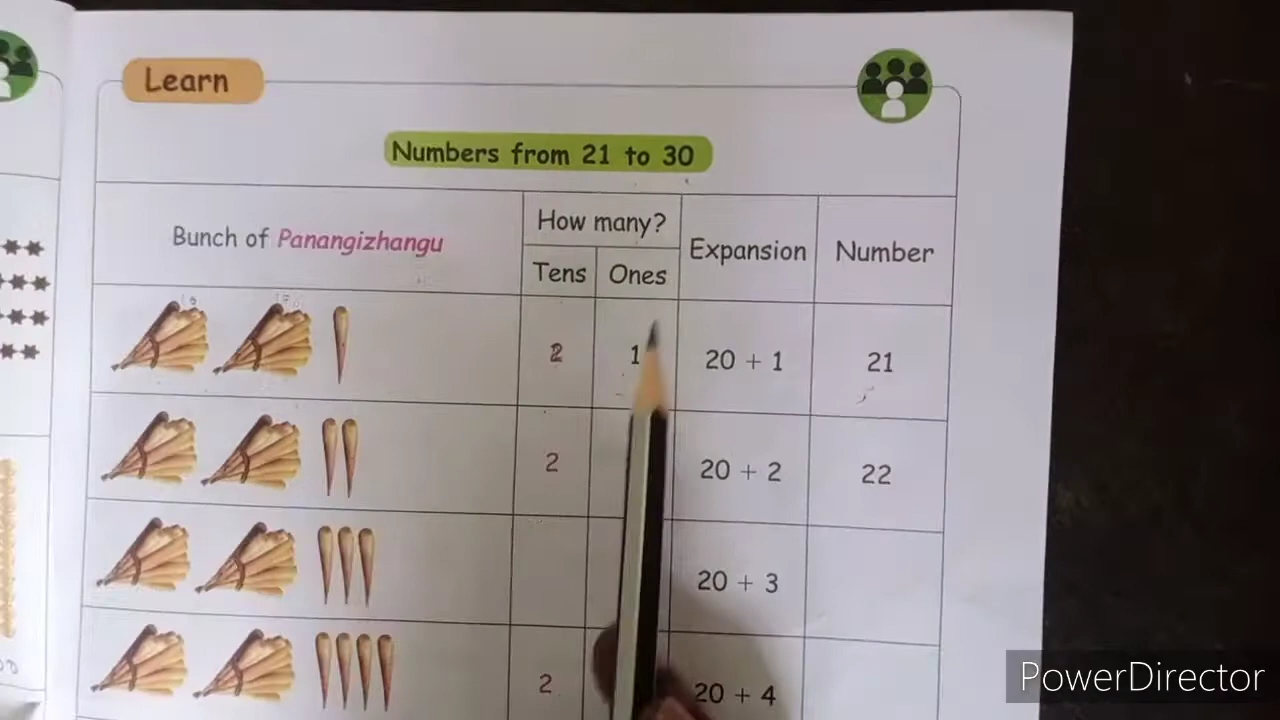 Learn
Numbers from 21 to 30
Bunch of Panangizhangu
How many?
Tens
Ones
Expansion
Number
2
1
20 + 1
21
2
20 + 2
22
20 + 3
2
20 + 4
PowerDirector